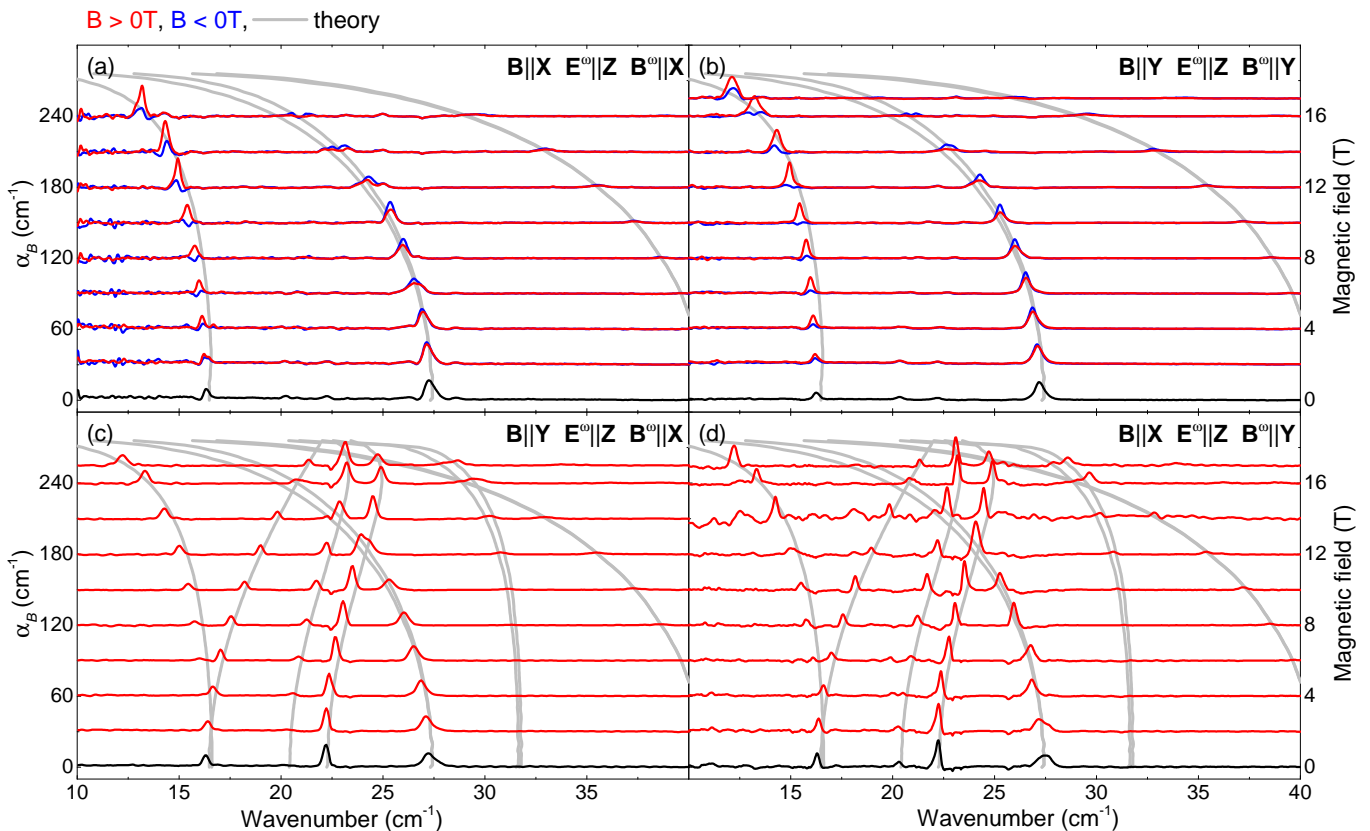 B > 0T, B < 0T, theory
(a) B||X E^ω||Z B^ω||X
(b) B||Y E^ω||Z B^ω||Y
240
180
120
60
0
α_B (cm⁻¹)
16
12
8
4
0
Magnetic field (T)
(c) B||Y E^ω||Z B^ω||X
(d) B||X E^ω||Z B^ω||Y
240
180
120
60
0
α_B (cm⁻¹)
16
12
8
4
0
Magnetic field (T)
10 15 20 25 30 35
15 20 25 30 35 40
Wavenumber (cm⁻¹)
Wavenumber (cm⁻¹)